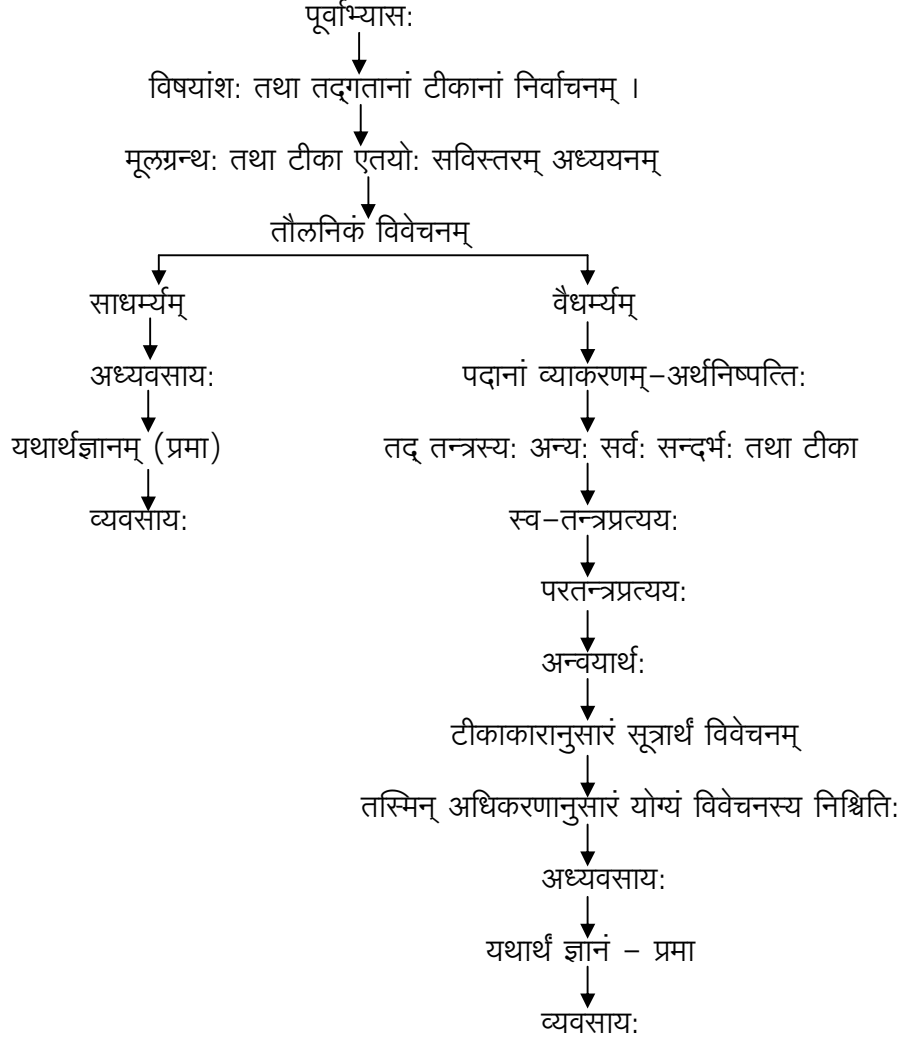 पूर्वाभ्यास:
विषयांश: तथा तद्‌गतानां टीकानां निर्वाचनम् ।
मूलग्रन्थ: तथा टीका एतयो: सविस्तरम् अध्ययनम्
तौलनिकं विवेचनम्
साधर्म्यम् वैधर्म्यम्
अध्यवसाय: पदानां व्याकरणम्-अर्थनिष्पत्ति:
यथार्थज्ञानम् (प्रमा) तद् तन्त्रस्य: अन्य: सर्व: सन्दर्भ: तथा टीका
व्यवसाय: स्व-तन्त्रप्रत्यय:
परतन्त्रप्रत्यय:
अन्वयार्थ:
टीकाकारानुसारं सूत्रार्थं विवेचनम्
तस्मिन् अधिकरणानुसारं योग्यं विवेचनस्य निश्चिति:
अध्यवसाय:
यथार्थं ज्ञानं - प्रमा
व्यवसाय: